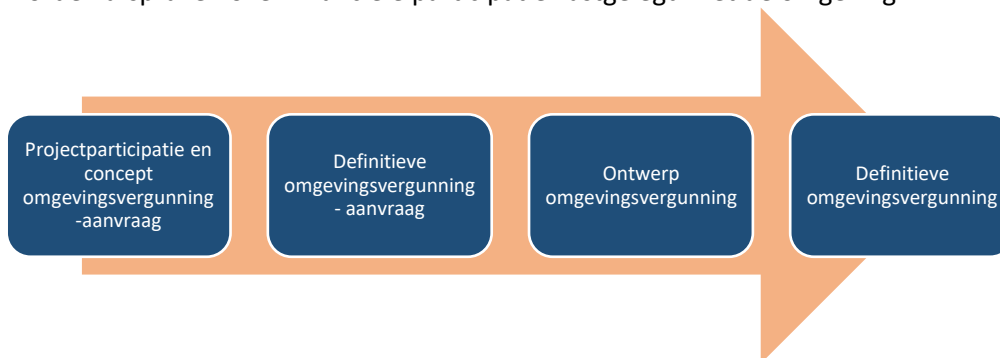 Projectparticipatie en
concept
omgevingsvergunning
-aanvraag
Definitieve
omgevingsvergunning
- aanvraag
Ontwerp
omgevingsvergunning
Definitieve
omgevingsvergunning